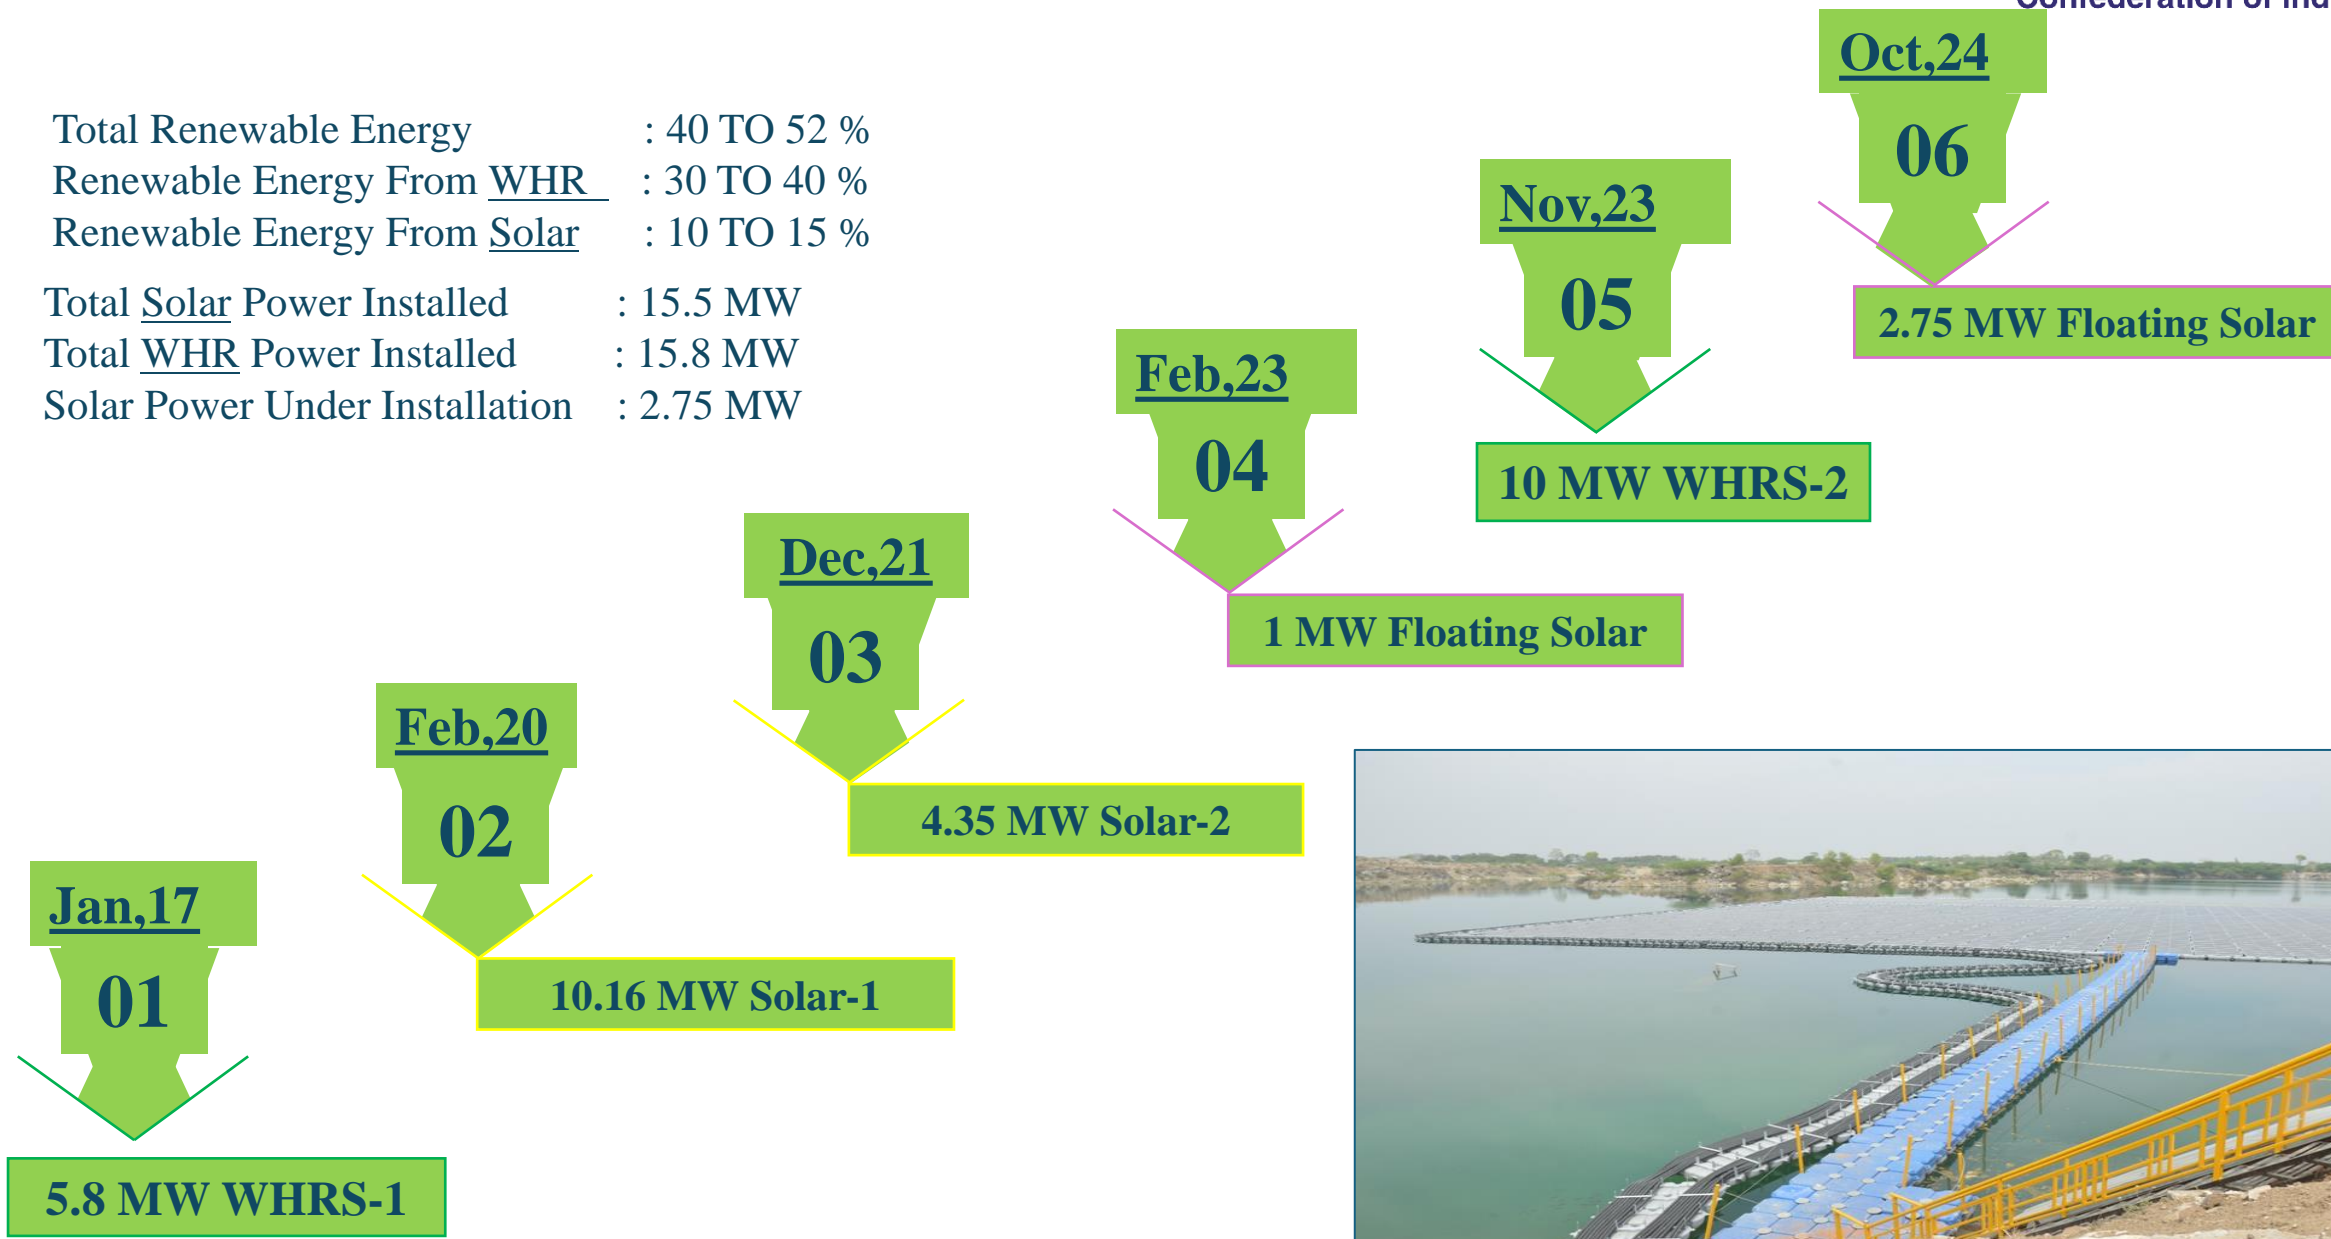 Confederation of Ind
Total Renewable Energy : 40 TO 52 %
Renewable Energy From WHR : 30 TO 40 %
Renewable Energy From Solar : 10 TO 15 %
Total Solar Power Installed : 15.5 MW
Total WHR Power Installed : 15.8 MW
Solar Power Under Installation : 2.75 MW
Jan,17
01
5.8 MW WHRS-1
Feb,20
02
10.16 MW Solar-1
Dec,21
03
4.35 MW Solar-2
Feb,23
04
1 MW Floating Solar
Nov,23
05
10 MW WHRS-2
Oct,24
06
2.75 MW Floating Solar